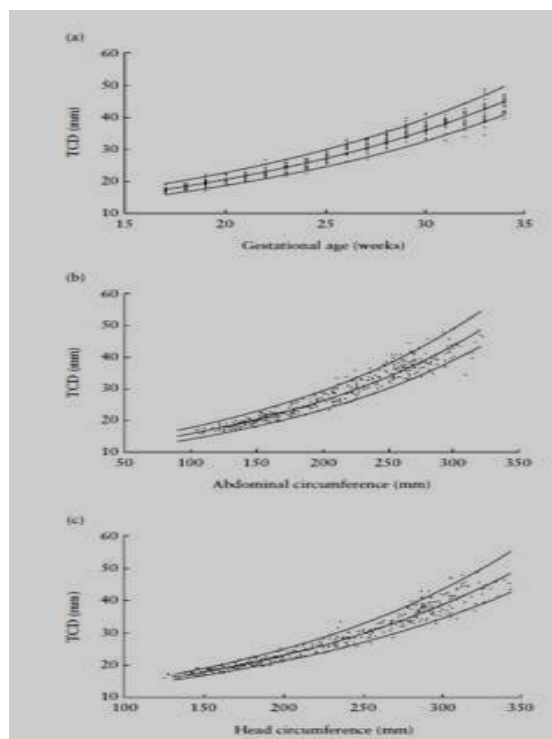 (a)
60
50
40
30
20
10
TCD (mm)
15 20 25 30 35
Gestational age (weeks)
(b)
60
50
40
30
20
10
TCD (mm)
50 100 150 200 250 300 350
Abdominal circumference (mm)
(c)
60
50
40
30
20
10
TCD (mm)
100 150 200 250 300 350
Head circumference (mm)